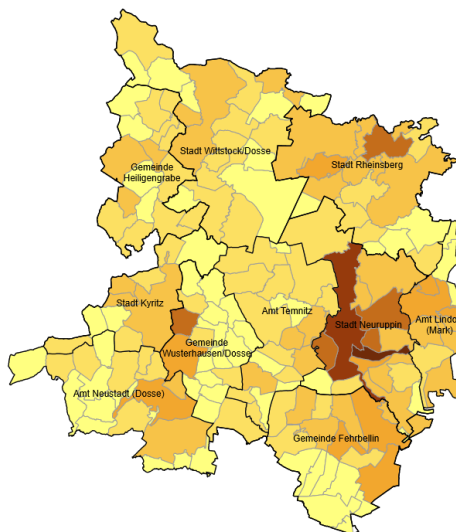 Stadt Wittstock/Dosse
Stadt Rheinsberg
Gemeinde
Heiligengrabe
Stadt Kyritz
Amt Temnitz
Stadt Neuruppin
Amt Lindo
(Mark)
Gemeinde
Wusterhausen/Dosse
Amt Neustadt (Dosse)
Gemeinde Fehrbellin